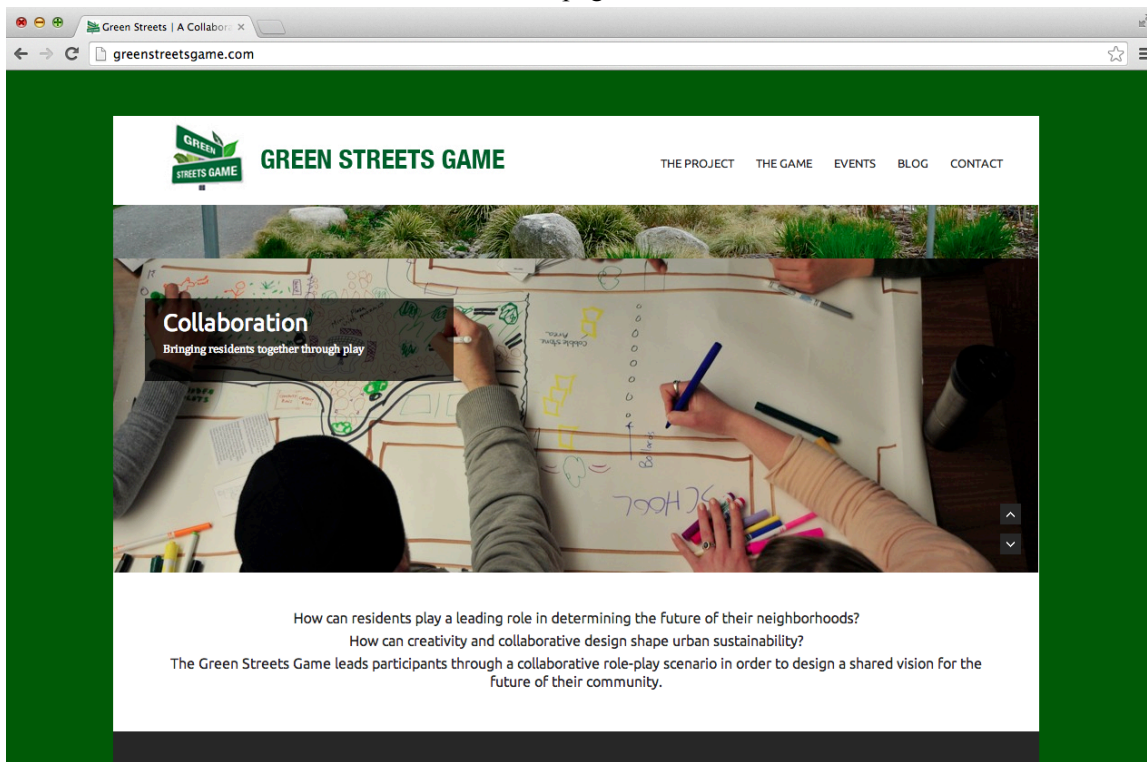 Green Streets | A Collabora
greenstreetsgame.com
GREEN
STREETS GAME
GREEN STREETS GAME
THE PROJECT THE GAME EVENTS BLOG CONTACT
Collaboration
Bringing residents together through play
Cobblestone
Area
Bollards
SCHOOL
How can residents play a leading role in determining the future of their neighborhoods?
How can creativity and collaborative design shape urban sustainability?
The Green Streets Game leads participants through a collaborative role-play scenario in order to design a shared vision for the
future of their community.